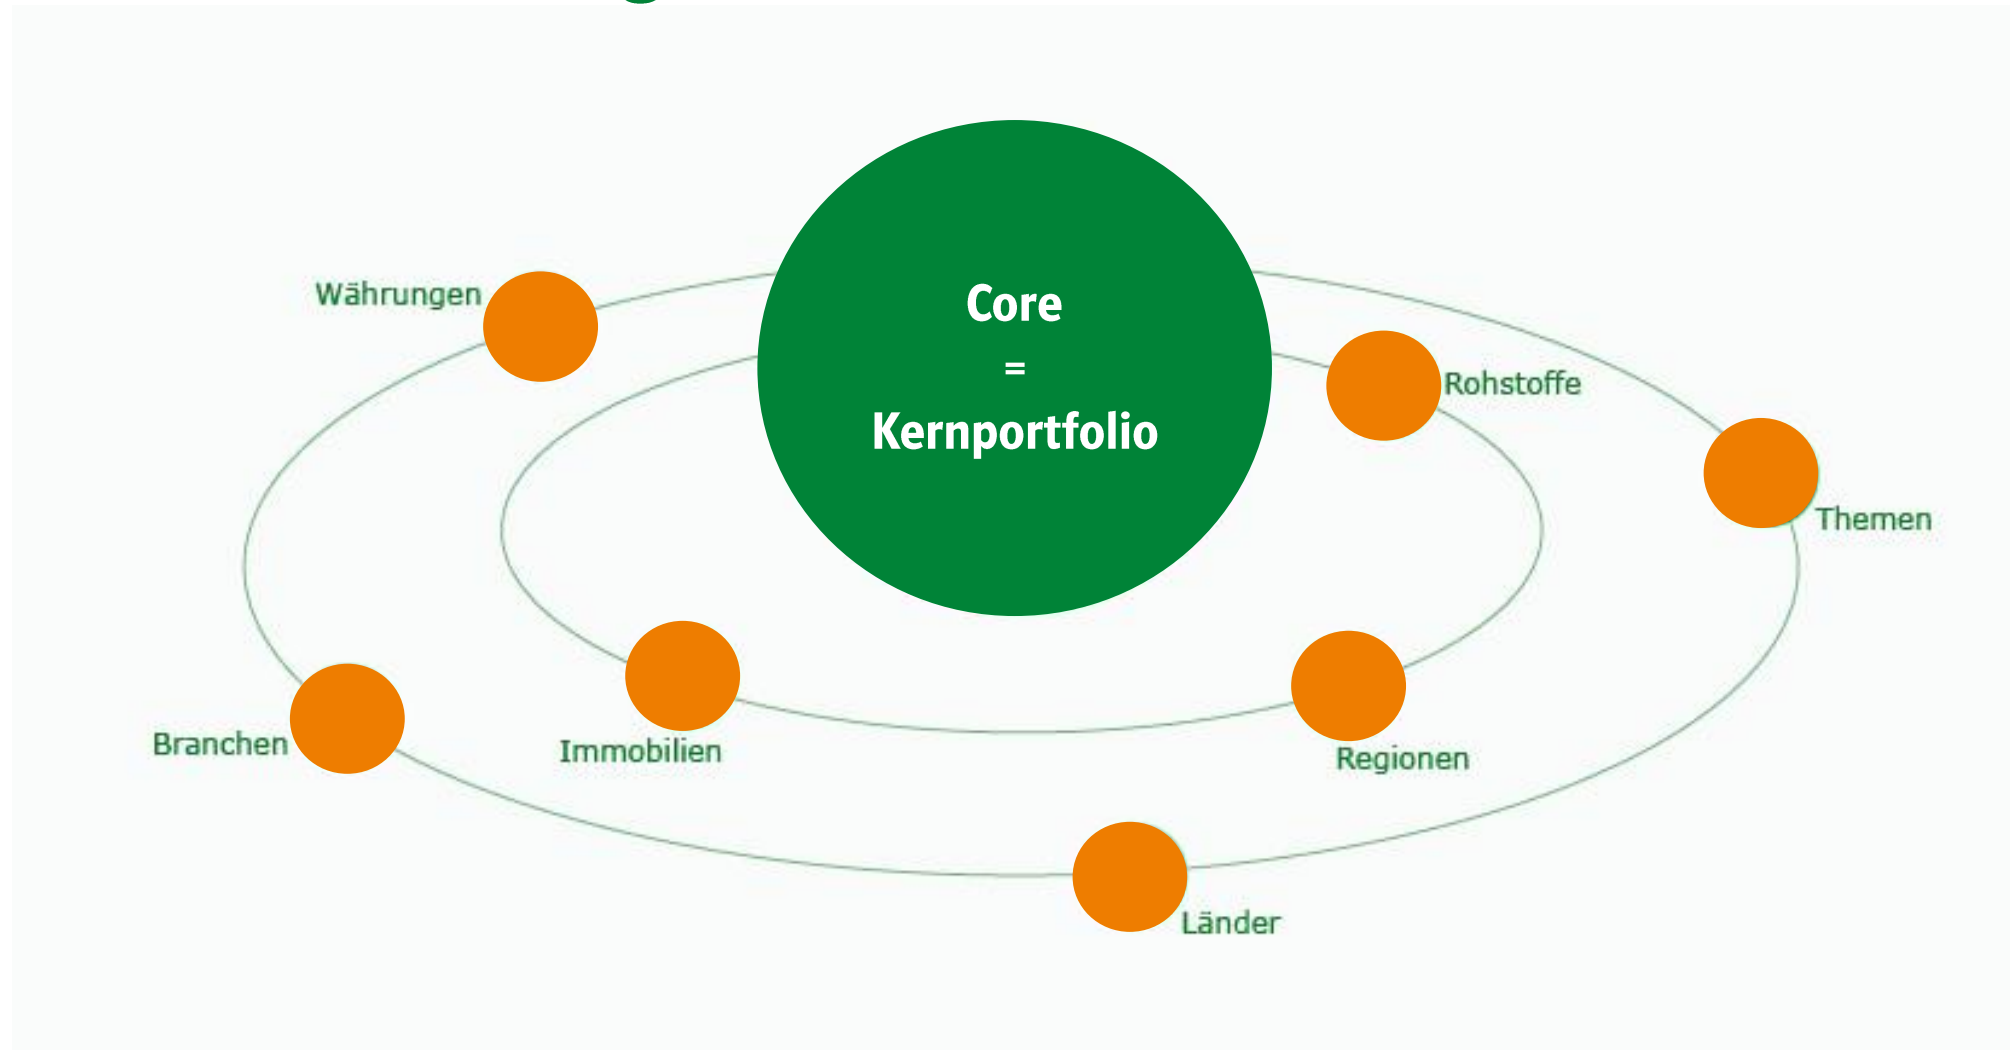 Core
=
Kernportfolio
Währungen
Rohstoffe
Themen
Branchen
Immobilien
Regionen
Länder